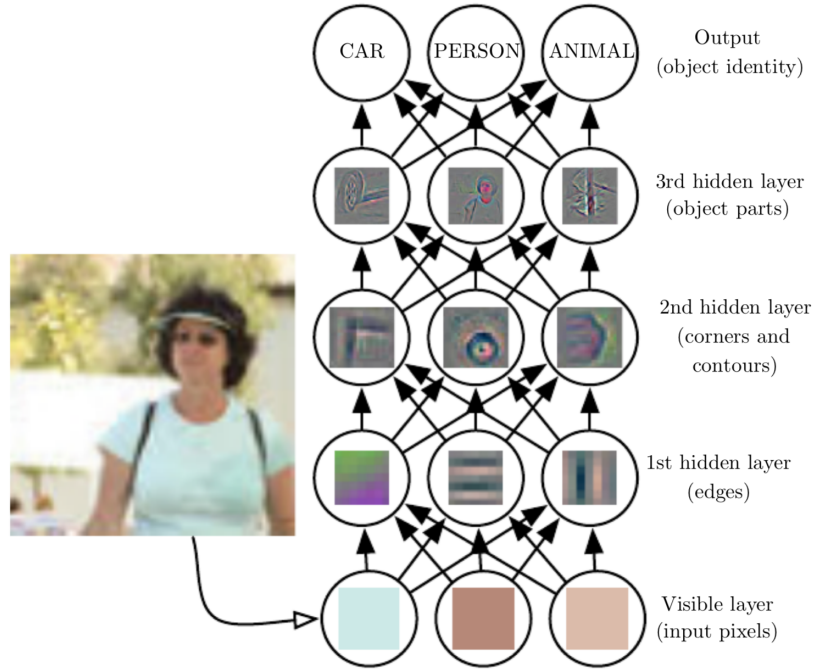 CAR
PERSON
ANIMAL
Output
(object identity)
3rd hidden layer
(object parts)
2nd hidden layer
(corners and
contours)
1st hidden layer
(edges)
Visible layer
(input pixels)